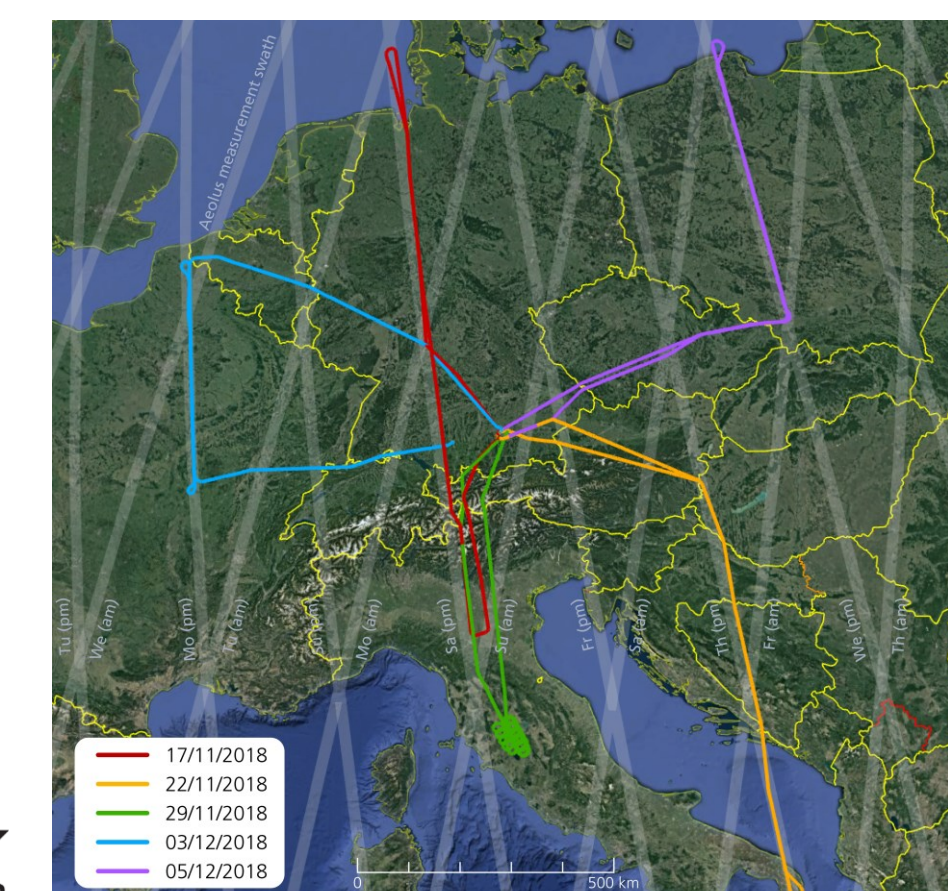 Aeolus measurement swath
Tu (pm)
We (am)
Mo (pm)
Tu (am)
Mo (am)
Sa (pm)
Su (am)
Fr (pm)
Sa (am)
Th (pm)
Fr (am)
We (pm)
Th (am)
17/11/2018
22/11/2018
29/11/2018
03/12/2018
05/12/2018
0
500 km